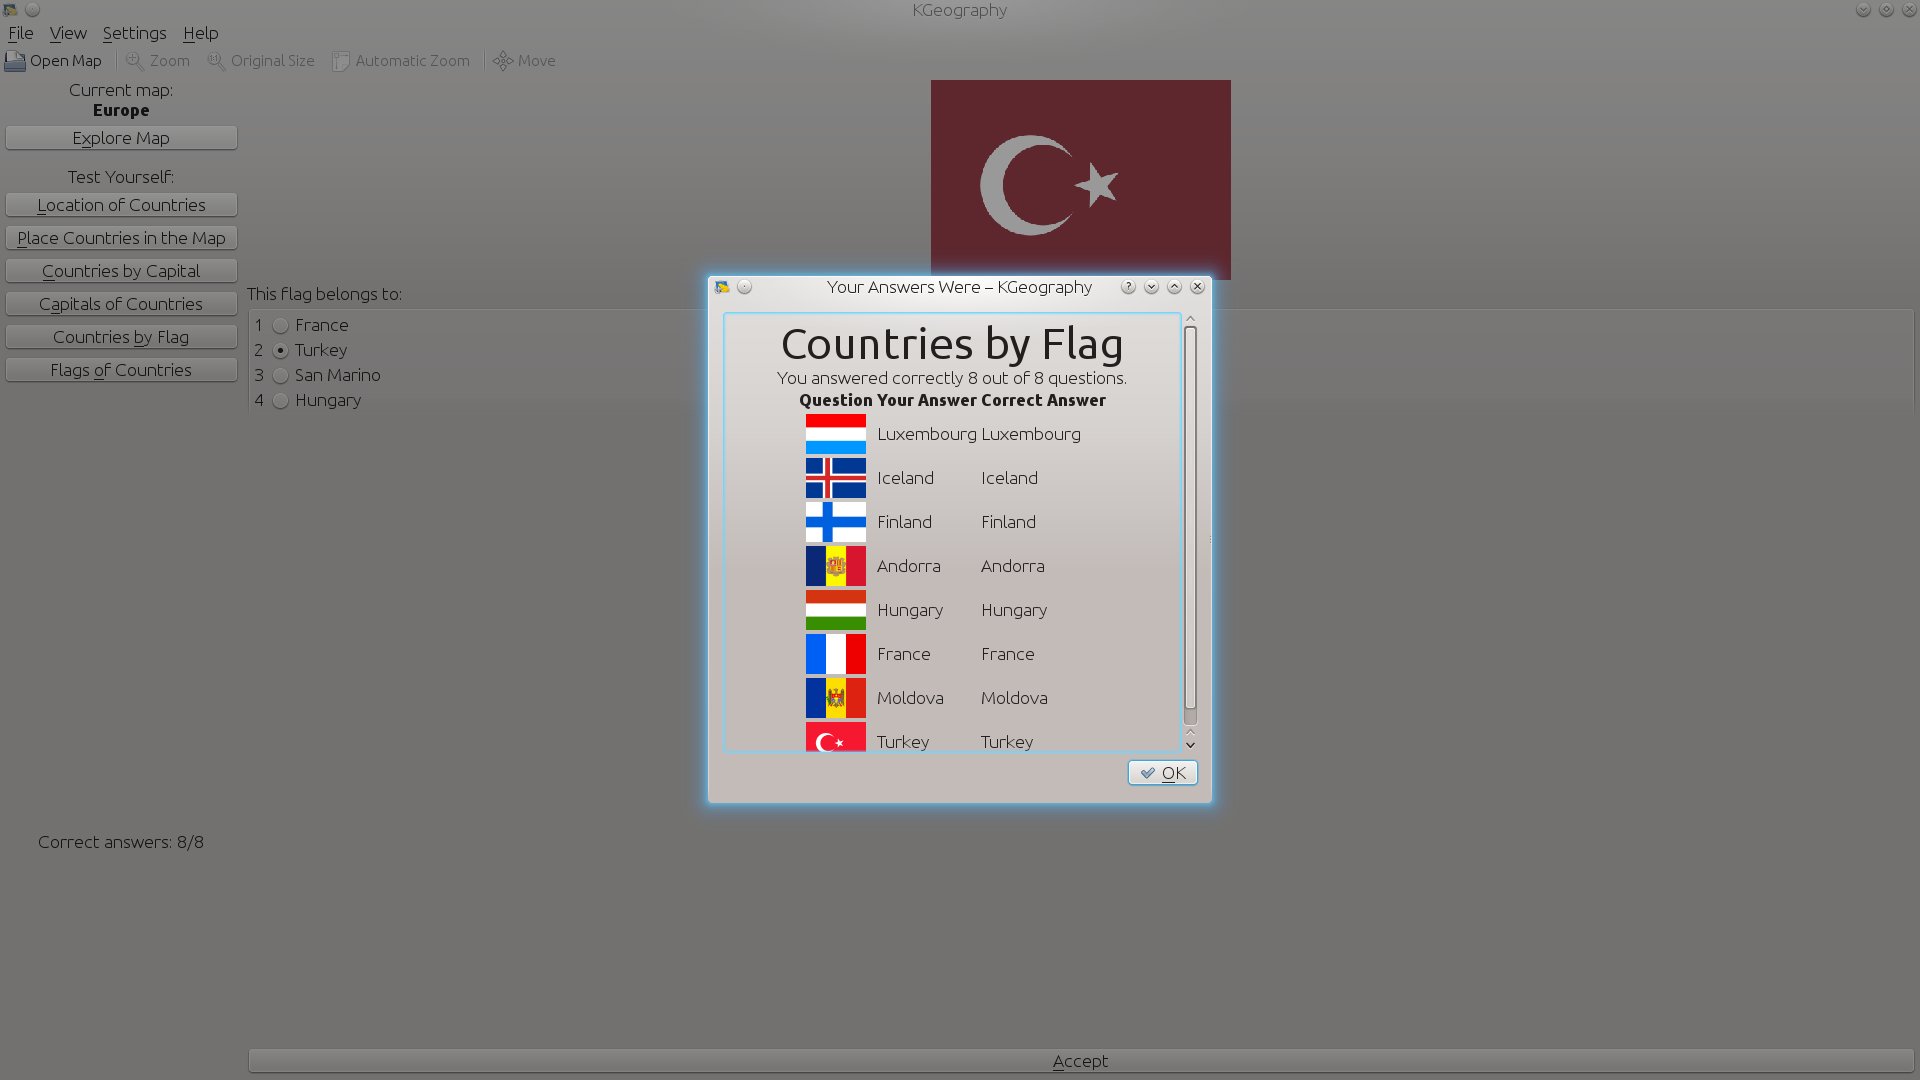 KGeography
File View Settings Help
Open Map Zoom Original Size Automatic Zoom Move
Current map:
Europe
Explore Map
Test Yourself:
Location of Countries
Place Countries in the Map
Countries by Capital
Capitals of Countries
Countries by Flag
Flags of Countries
Correct answers: 8/8
This flag belongs to:
1 France
2 Turkey
3 San Marino
4 Hungary
Your Answers Were – KGeography
Countries by Flag
You answered correctly 8 out of 8 questions.
Question Your Answer Correct Answer
Luxembourg Luxembourg
Iceland Iceland
Finland Finland
Andorra Andorra
Hungary Hungary
France France
Moldova Moldova
Turkey Turkey
OK
Accept